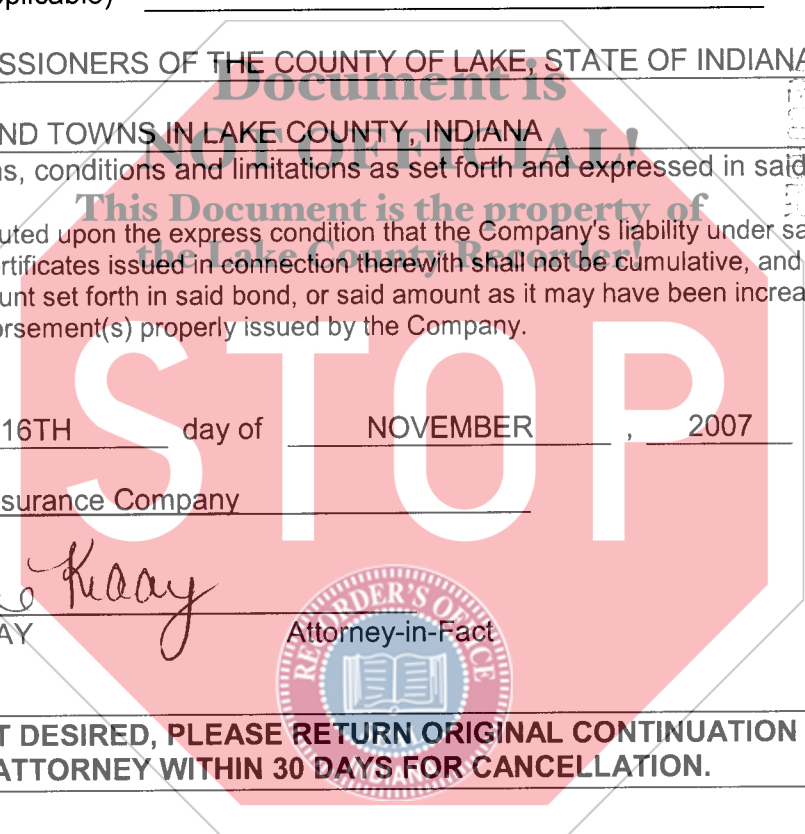 plicable)
SSIONERS OF THE COUNTY OF LAKE, STATE OF INDIANA
Document is
ND TOWNS IN LAKE COUNTY, INDIANA
NOT OFFICIAL!
s, conditions and limitations as set forth and expressed in said
This Document is the property of
uted upon the express condition that the Company's liability under sa
the Lake County Recorder!
rtificates issued in connection therewith shall not be cumulative, and
unt set forth in said bond, or said amount as it may have been increa
orsement(s) properly issued by the Company.
STOP
16TH day of NOVEMBER , 2007
surance Company
Kaay
AY Attorney-in-Fact
RECORDER'S OFFICE
T DESIRED, PLEASE RETURN ORIGINAL CONTINUATION
ATTORNEY WITHIN 30 DAYS FOR CANCELLATION.